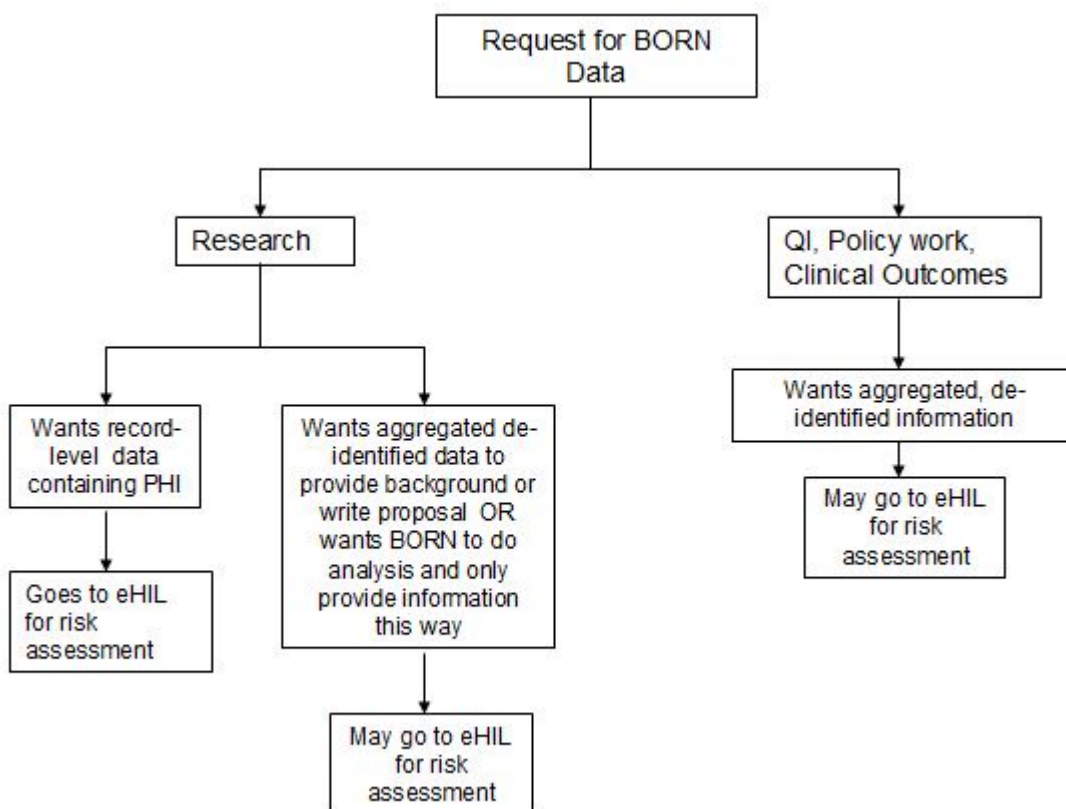 Request for BORN
Data
Research
QI, Policy work,
Clinical Outcomes
Wants record-
level data
containing PHI
Wants aggregated de-
identified data to
provide background or
write proposal OR
wants BORN to do
analysis and only
provide information
this way
Wants aggregated, de-
identified information
Goes to eHIL
for risk
assessment
May go to eHIL
for risk
assessment
May go to eHIL
for risk
assessment